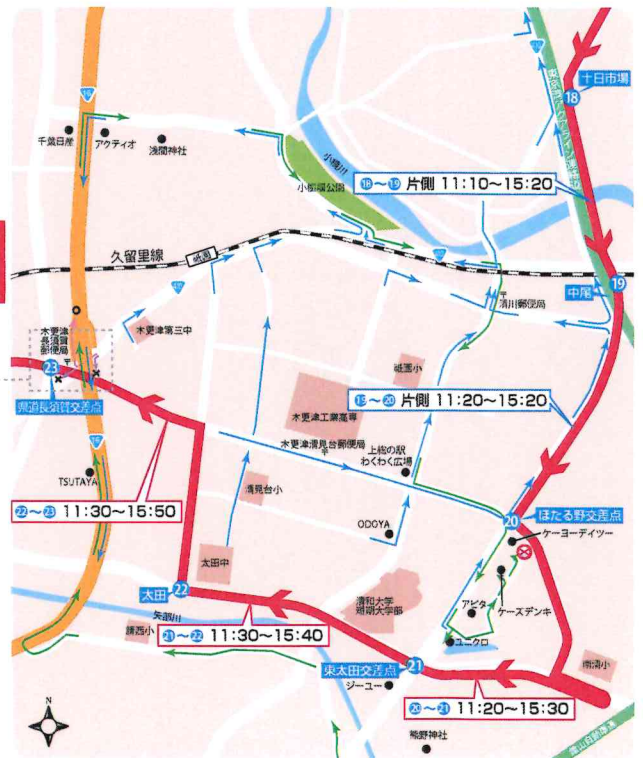 十日市場
18
千葉日産
アクティオ
浅間神社
小櫃川
小櫃堰公園
⑱～⑲ 片側 11:10～15:20
久留里線
祇園
19
中尾
〒
清川郵便局
木更津第三中
木更津
長須賀
郵便局
〒
23
県道長須賀交差点
祇園小
木更津工業高専
⑲～⑳ 片側 11:20～15:20
木更津清見台郵便局
〒
上総の駅
わくわく広場
TSUTAYA
清見台小
㉒～㉓ 11:30～15:50
ODOYA
20
ほたる野交差点
ケーヨーデイツー
太田中
22
太田
矢那川
清和大学
短期大学部
アピタ
ケーズデンキ
ユニクロ
請西小
㉑～㉒ 11:30～15:40
東太田交差点
21
ジーユー
南清小
⑳～㉑ 11:20～15:30
熊野神社
N